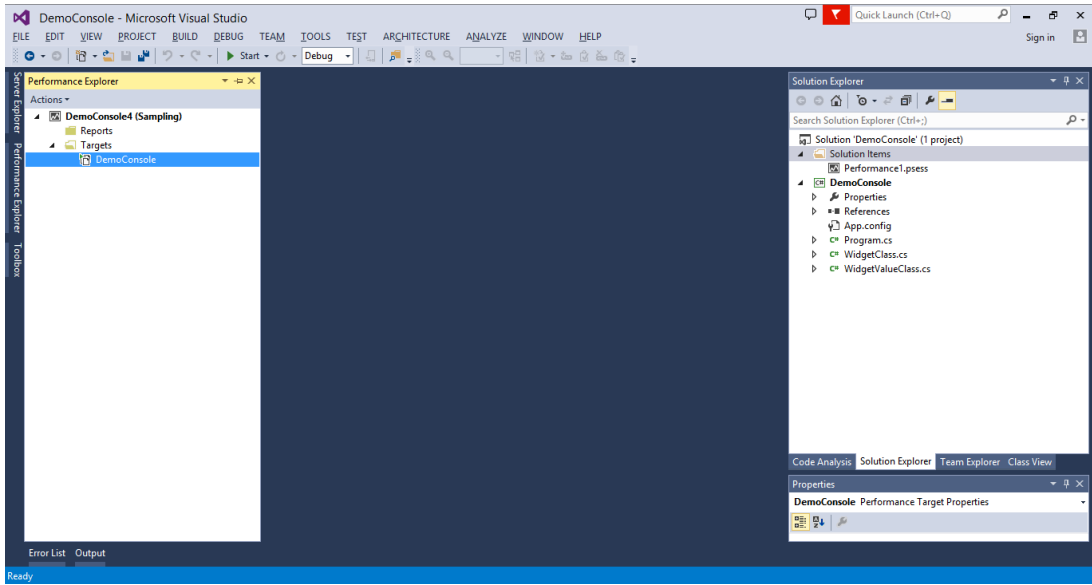 DemoConsole - Microsoft Visual Studio
Quick Launch (Ctrl+Q)
FILE EDIT VIEW PROJECT BUILD DEBUG TEAM TOOLS TEST ARCHITECTURE ANALYZE WINDOW HELP
Sign in
Start
Debug
Server Explorer
Performance Explorer
Toolbox
Performance Explorer
Actions
DemoConsole4 (Sampling)
Reports
Targets
DemoConsole
Solution Explorer
Search Solution Explorer (Ctrl+;)
Solution 'DemoConsole' (1 project)
Solution Items
Performance1.psess
C# DemoConsole
Properties
References
App.config
C# Program.cs
C# WidgetClass.cs
C# WidgetValueClass.cs
Code Analysis Solution Explorer Team Explorer Class View
Properties
DemoConsole Performance Target Properties
Error List Output
Ready